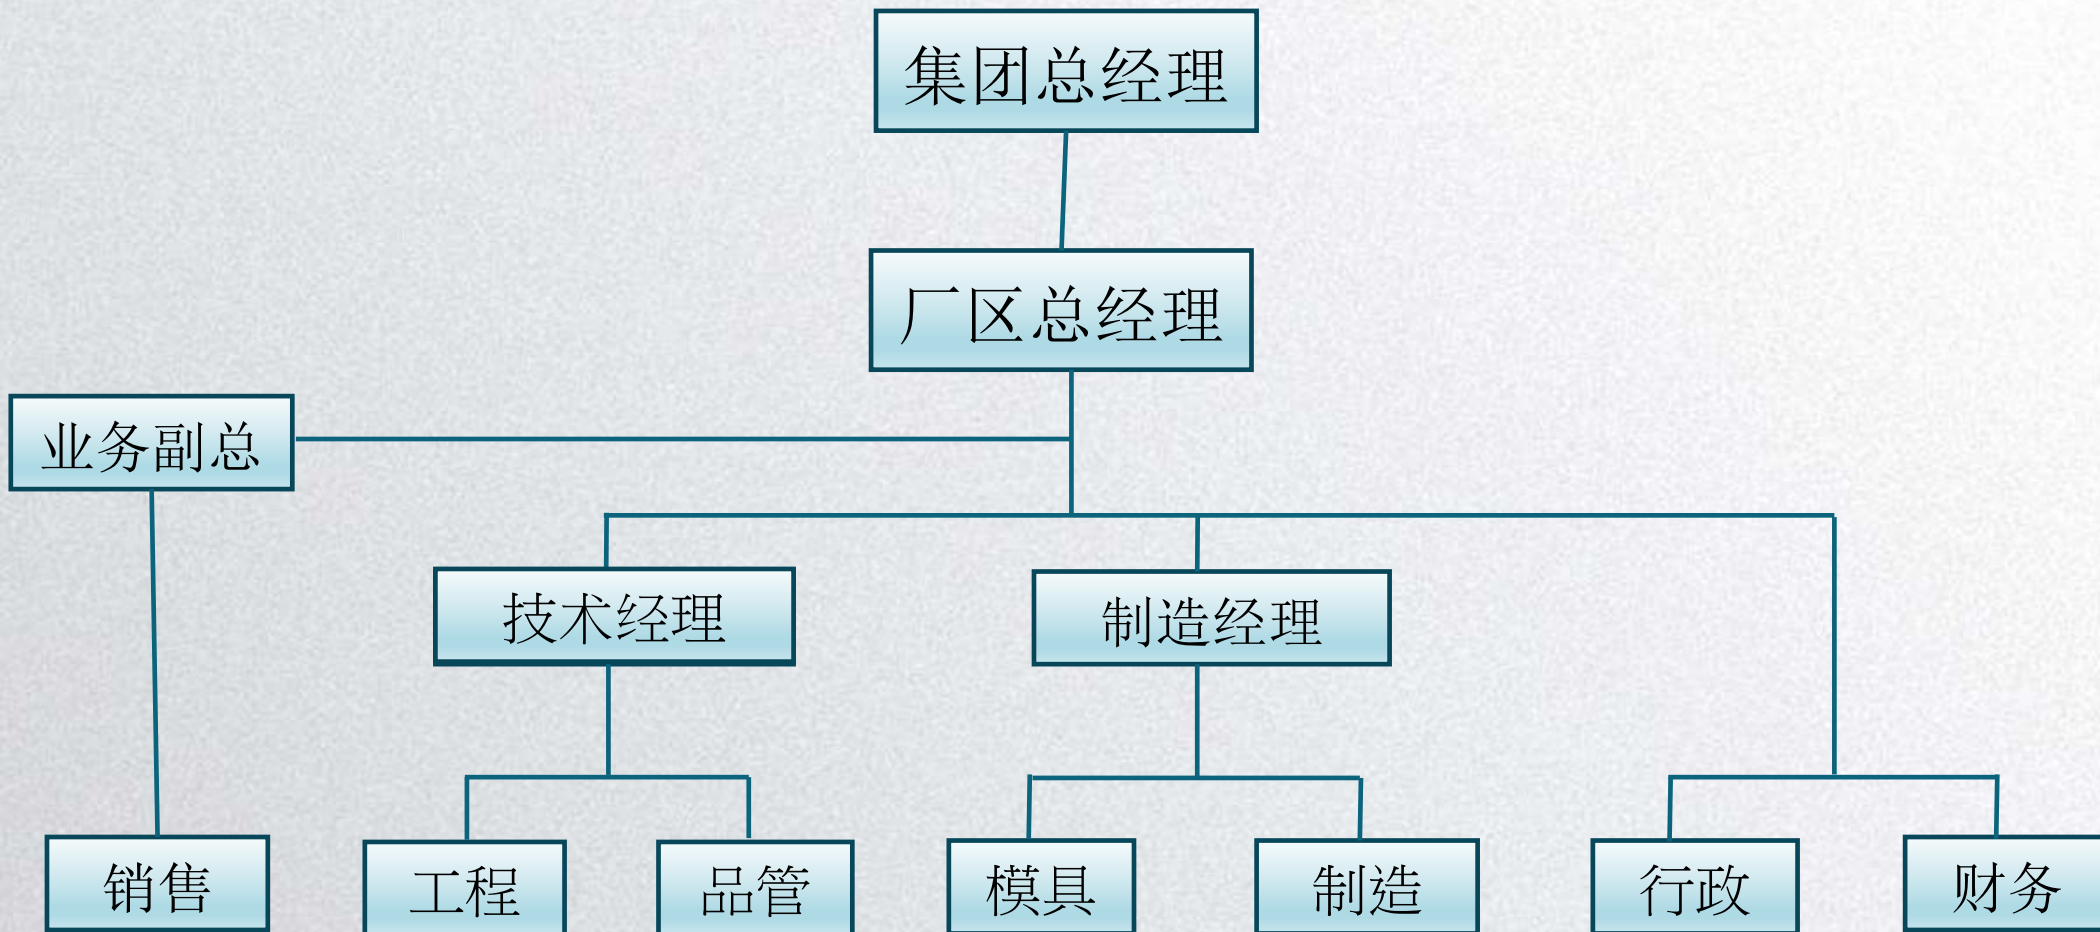 集团总经理
厂区总经理
业务副总
技术经理
制造经理
销售
工程
品管
模具
制造
行政
财务